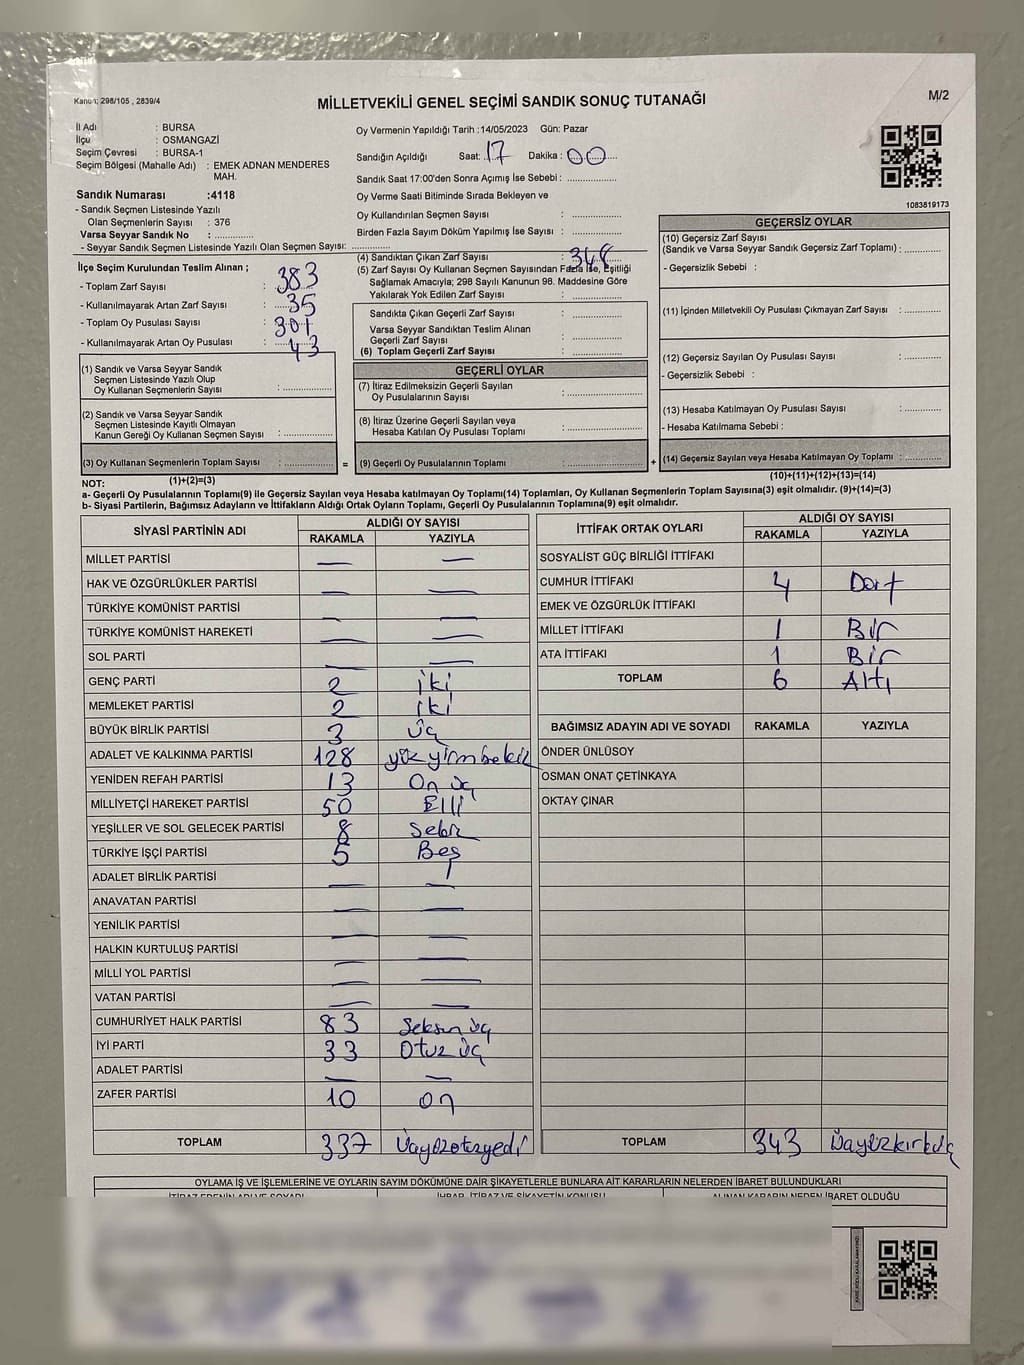 Kanun; 298/105 , 2839/4
MİLLETVEKİLİ GENEL SEÇİMİ SANDIK SONUÇ TUTANAĞI
M/2
İl Adı : BURSA
İlçe : OSMANGAZİ
Seçim Çevresi : BURSA-1
Seçim Bölgesi (Mahalle Adı) : EMEK ADNAN MENDERES MAH.
Sandık Numarası :4118
- Sandık Seçmen Listesinde Yazılı
Olan Seçmenlerin Sayısı : 376
Varsa Seyyar Sandık No :
- Seyyar Sandık Seçmen Listesinde Yazılı Olan Seçmen Sayısı:
Oy Vermenin Yapıldığı Tarih :14/05/2023 Gün: Pazar
Sandığın Açıldığı Saat: 17 Dakika : 00
Sandık Saat 17:00'den Sonra Açımış İse Sebebi :
Oy Verme Saati Bitiminde Sırada Bekleyen ve
Oy Kullandırılan Seçmen Sayısı :
Birden Fazla Sayım Döküm Yapılmış İse Sayısı :
1083819173
İlçe Seçim Kurulundan Teslim Alınan ;
- Toplam Zarf Sayısı : 383
- Kullanılmayarak Artan Zarf Sayısı : 35
- Toplam Oy Pusulası Sayısı :
- Kullanılmayarak Artan Oy Pusulası : 43
(1) Sandık ve Varsa Seyyar Sandık
Seçmen Listesinde Yazılı Olup
Oy Kullanan Seçmenlerin Sayısı :
(2) Sandık ve Varsa Seyyar Sandık
Seçmen Listesinde Kayıtlı Olmayan
Kanun Gereği Oy Kullanan Seçmen Sayısı :
(3) Oy Kullanan Seçmenlerin Toplam Sayısı :
(1)+(2)=(3)
(4) Sandıktan Çıkan Zarf Sayısı : 348
(5) Zarf Sayısı Oy Kullanan Seçmen Sayısından Fazla İse, Eşitliği
Sağlamak Amacıyla; 298 Sayılı Kanunun 98. Maddesine Göre
Yakılarak Yok Edilen Zarf Sayısı :
Sandıkta Çıkan Geçerli Zarf Sayısı :
Varsa Seyyar Sandıktan Teslim Alınan
Geçerli Zarf Sayısı :
(6) Toplam Geçerli Zarf Sayısı :
GEÇERLİ OYLAR
(7) İtiraz Edilmeksizin Geçerli Sayılan
Oy Pusulalarının Sayısı :
(8) İtiraz Üzerine Geçerli Sayılan veya
Hesaba Katılan Oy Pusulası Toplamı :
= (9) Geçerli Oy Pusulalarının Toplamı : +
GEÇERSİZ OYLAR
(10) Geçersiz Zarf Sayısı
(Sandık ve Varsa Seyyar Sandık Geçersiz Zarf Toplamı) :
- Geçersizlik Sebebi :
(11) İçinden Milletvekili Oy Pusulası Çıkmayan Zarf Sayısı :
(12) Geçersiz Sayılan Oy Pusulası Sayısı :
- Geçersizlik Sebebi :
(13) Hesaba Katılmayan Oy Pusulası Sayısı :
- Hesaba Katılmama Sebebi :
(14) Geçersiz Sayılan veya Hesaba Katılmayan Oy Toplamı :
(10)+(11)+(12)+(13)=(14)
NOT:
a- Geçerli Oy Pusulalarının Toplamı(9) ile Geçersiz Sayılan veya Hesaba katılmayan Oy Toplamı(14) Toplamları, Oy Kullanan Seçmenlerin Toplam Sayısına(3) eşit olmalıdır. (9)+(14)=(3)
b- Siyasi Partilerin, Bağımsız Adayların ve İttifakların Aldığı Ortak Oyların Toplamı, Geçerli Oy Pusulalarının Toplamına(9) eşit olmalıdır.
SİYASİ PARTİNİN ADI ALDIĞI OY SAYISI
RAKAMLA YAZIYLA
MİLLET PARTİSİ — —
HAK VE ÖZGÜRLÜKLER PARTİSİ — —
TÜRKİYE KOMÜNİST PARTİSİ — —
TÜRKİYE KOMÜNİST HAREKETİ — —
SOL PARTİ — —
GENÇ PARTİ 2 iki
MEMLEKET PARTİSİ 2 iki
BÜYÜK BİRLİK PARTİSİ 3 üç
ADALET VE KALKINMA PARTİSİ 128
YENİDEN REFAH PARTİSİ 13 On üç
MİLLİYETÇİ HAREKET PARTİSİ 50 Elli
YEŞİLLER VE SOL GELECEK PARTİSİ 8
TÜRKİYE İŞÇİ PARTİSİ 5 Beş
ADALET BİRLİK PARTİSİ — —
ANAVATAN PARTİSİ — —
YENİLİK PARTİSİ — —
HALKIN KURTULUŞ PARTİSİ — —
MİLLİ YOL PARTİSİ — —
VATAN PARTİSİ — —
CUMHURİYET HALK PARTİSİ 83 Seksen üç
İYİ PARTİ 33 Otuz üç
ADALET PARTİSİ — —
ZAFER PARTİSİ 10 on
TOPLAM 337 Üçyüzotuzyedi
İTTİFAK ORTAK OYLARI ALDIĞI OY SAYISI
RAKAMLA YAZIYLA
SOSYALİST GÜÇ BİRLİĞİ İTTİFAKI
CUMHUR İTTİFAKI 4 Dört
EMEK VE ÖZGÜRLÜK İTTİFAKI
MİLLET İTTİFAKI 1 Bir
ATA İTTİFAKI 1 Bir
TOPLAM 6 Altı
BAĞIMSIZ ADAYIN ADI VE SOYADI RAKAMLA YAZIYLA
ÖNDER ÜNLÜSOY
OSMAN ONAT ÇETİNKAYA
OKTAY ÇINAR
TOPLAM 343 Üçyüzkırküç
OYLAMA İŞ VE İŞLEMLERİNE VE OYLARIN SAYIM DÖKÜMÜNE DAİR ŞİKAYETLERLE BUNLARA AİT KARARLARIN NELERDEN İBARET BULUNDUKLARI
İTİRAZ EDENİN ADI VE SOYADI İHBAR, İTİRAZ VE ŞİKAYETİN KONUSU ALINAN KARARIN NEDEN İBARET OLDUĞU